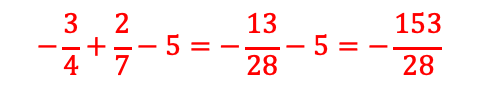 −3/4 + 2/7 − 5 = −13/28 − 5 = −153/28